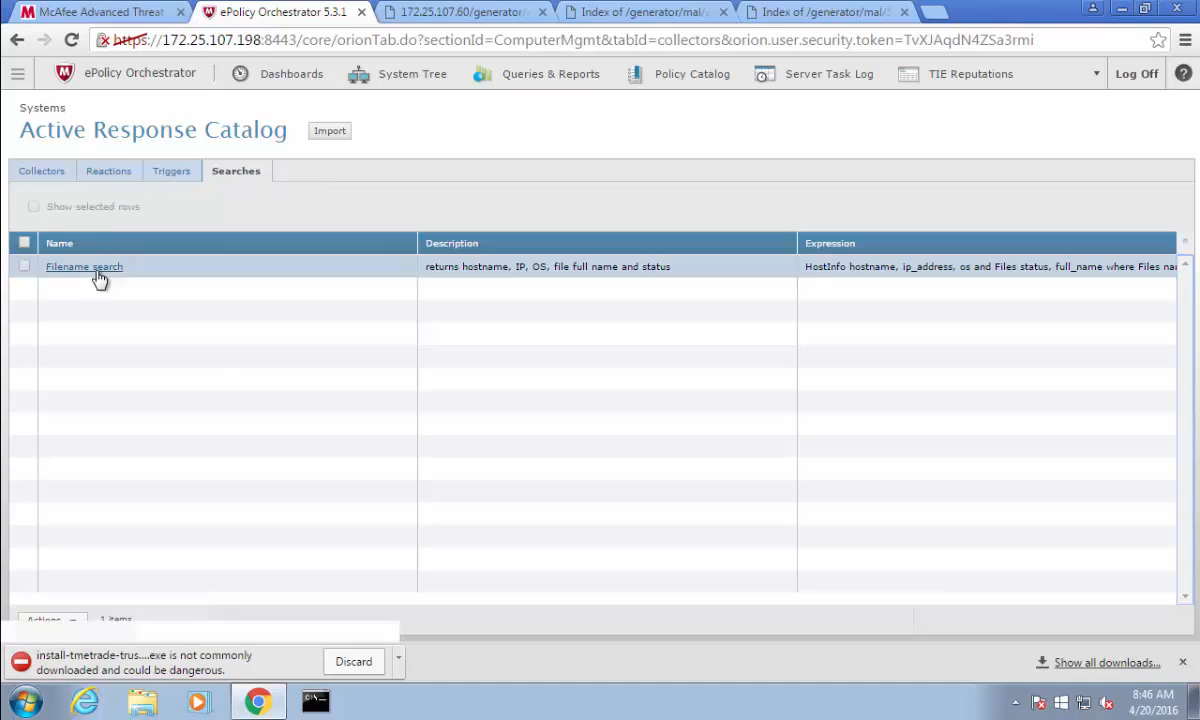 McAfee Advanced Threat
ePolicy Orchestrator 5.3.1
172.25.107.60/generator/
Index of /generator/mal/
Index of /generator/mal/
https://172.25.107.198:8443/core/orionTab.do?sectionId=ComputerMgmt&tabId=collectors&orion.user.security.token=TvXJAqdN4ZSa3rmi
ePolicy Orchestrator
Dashboards
System Tree
Queries & Reports
Policy Catalog
Server Task Log
TIE Reputations
Log Off
?
Systems
Active Response Catalog
Import
Collectors
Reactions
Triggers
Searches
Show selected rows
Name
Description
Expression
Filename search
returns hostname, IP, OS, file full name and status
HostInfo hostname, ip_address, os and Files status, full_name where Files nar
Actions
1 items
install-tmetrade-trus....exe is not commonly
downloaded and could be dangerous.
Discard
Show all downloads...
8:46 AM
4/20/2016